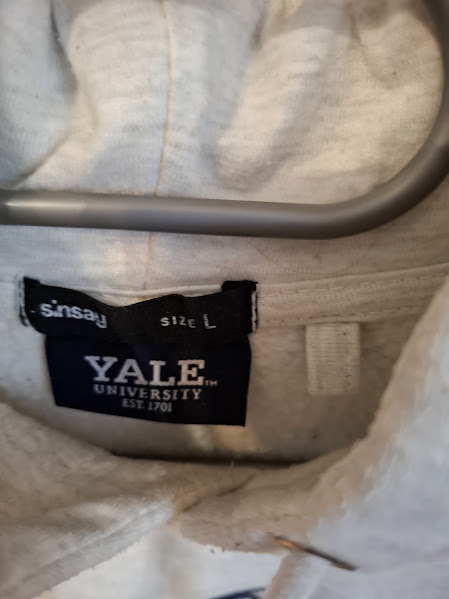 sinsay SIZE L
YALE™
UNIVERSITY
EST. 1701